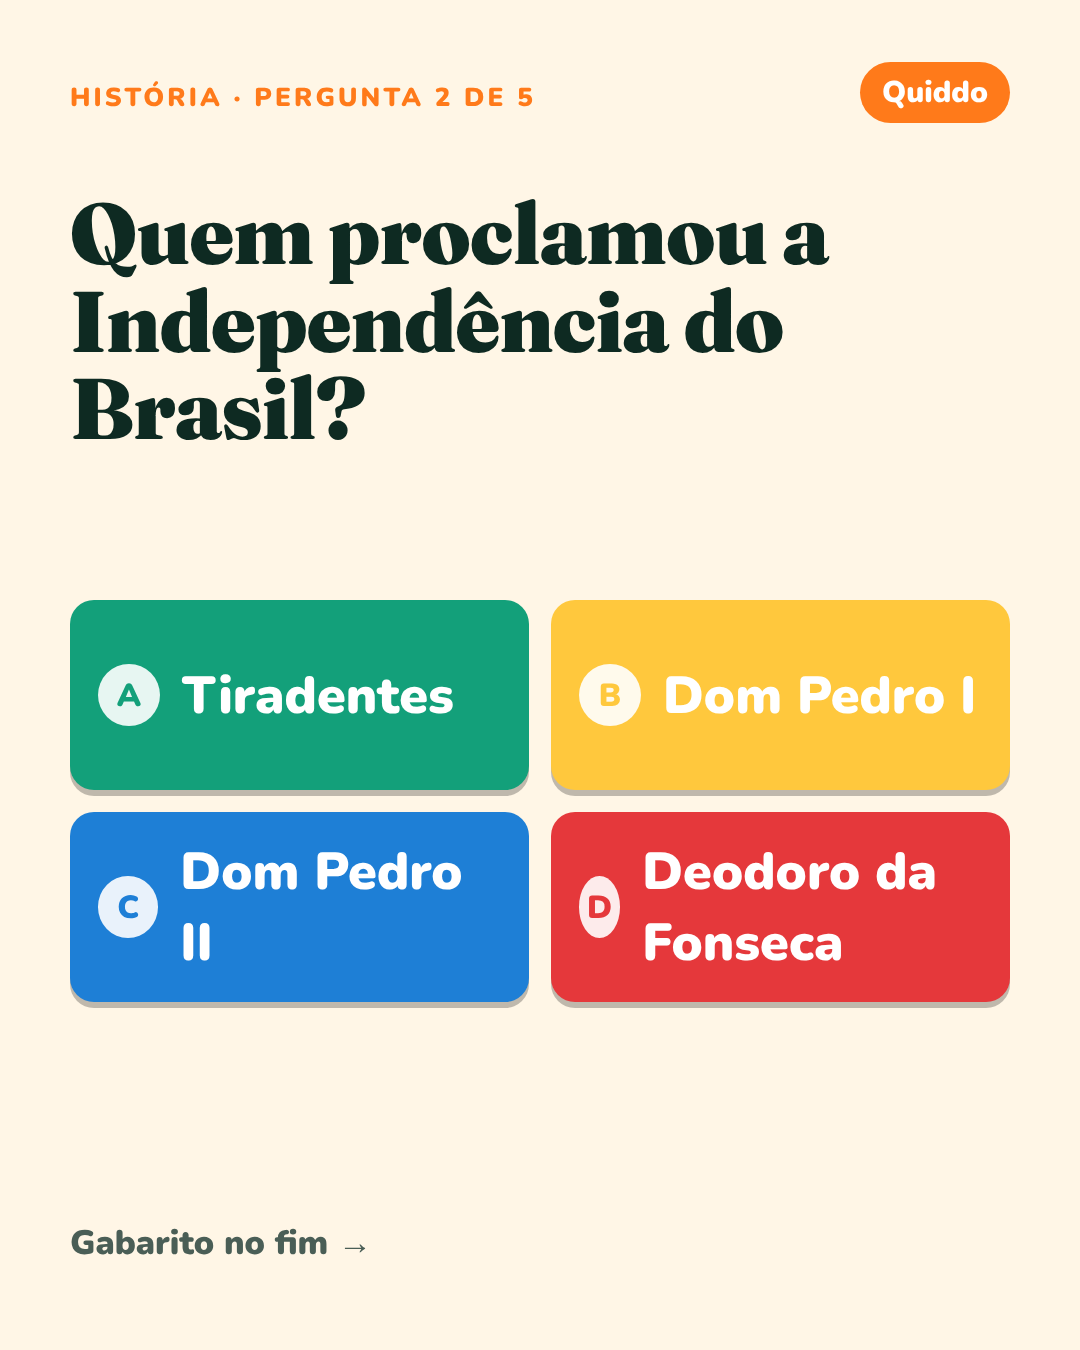 HISTÓRIA · PERGUNTA 2 DE 5
Quiddo
Quem proclamou a
Independência do
Brasil?
A Tiradentes
B Dom Pedro I
C Dom Pedro
II
D Deodoro da
Fonseca
Gabarito no fim →